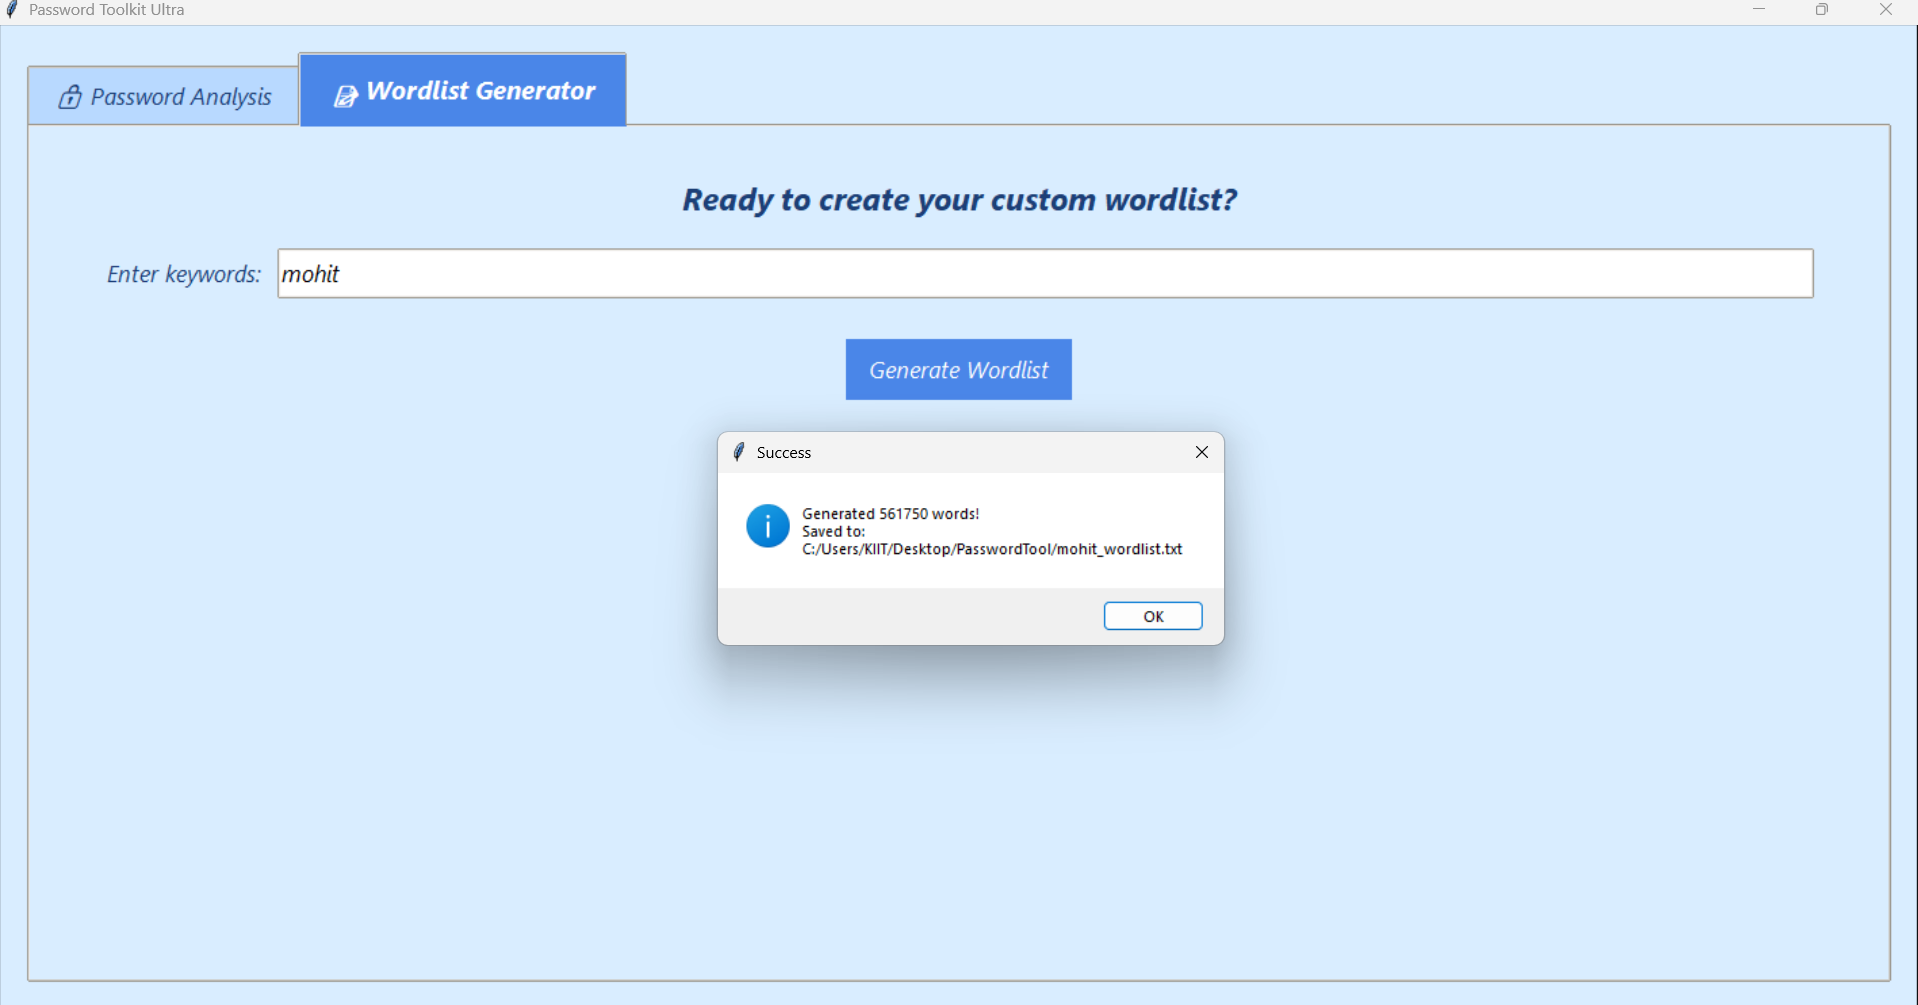 Password Toolkit Ultra
Password Analysis
Wordlist Generator
Ready to create your custom wordlist?
Enter keywords: mohit
Generate Wordlist
Success
Generated 561750 words!
Saved to:
C:/Users/KIIT/Desktop/PasswordTool/mohit_wordlist.txt
OK